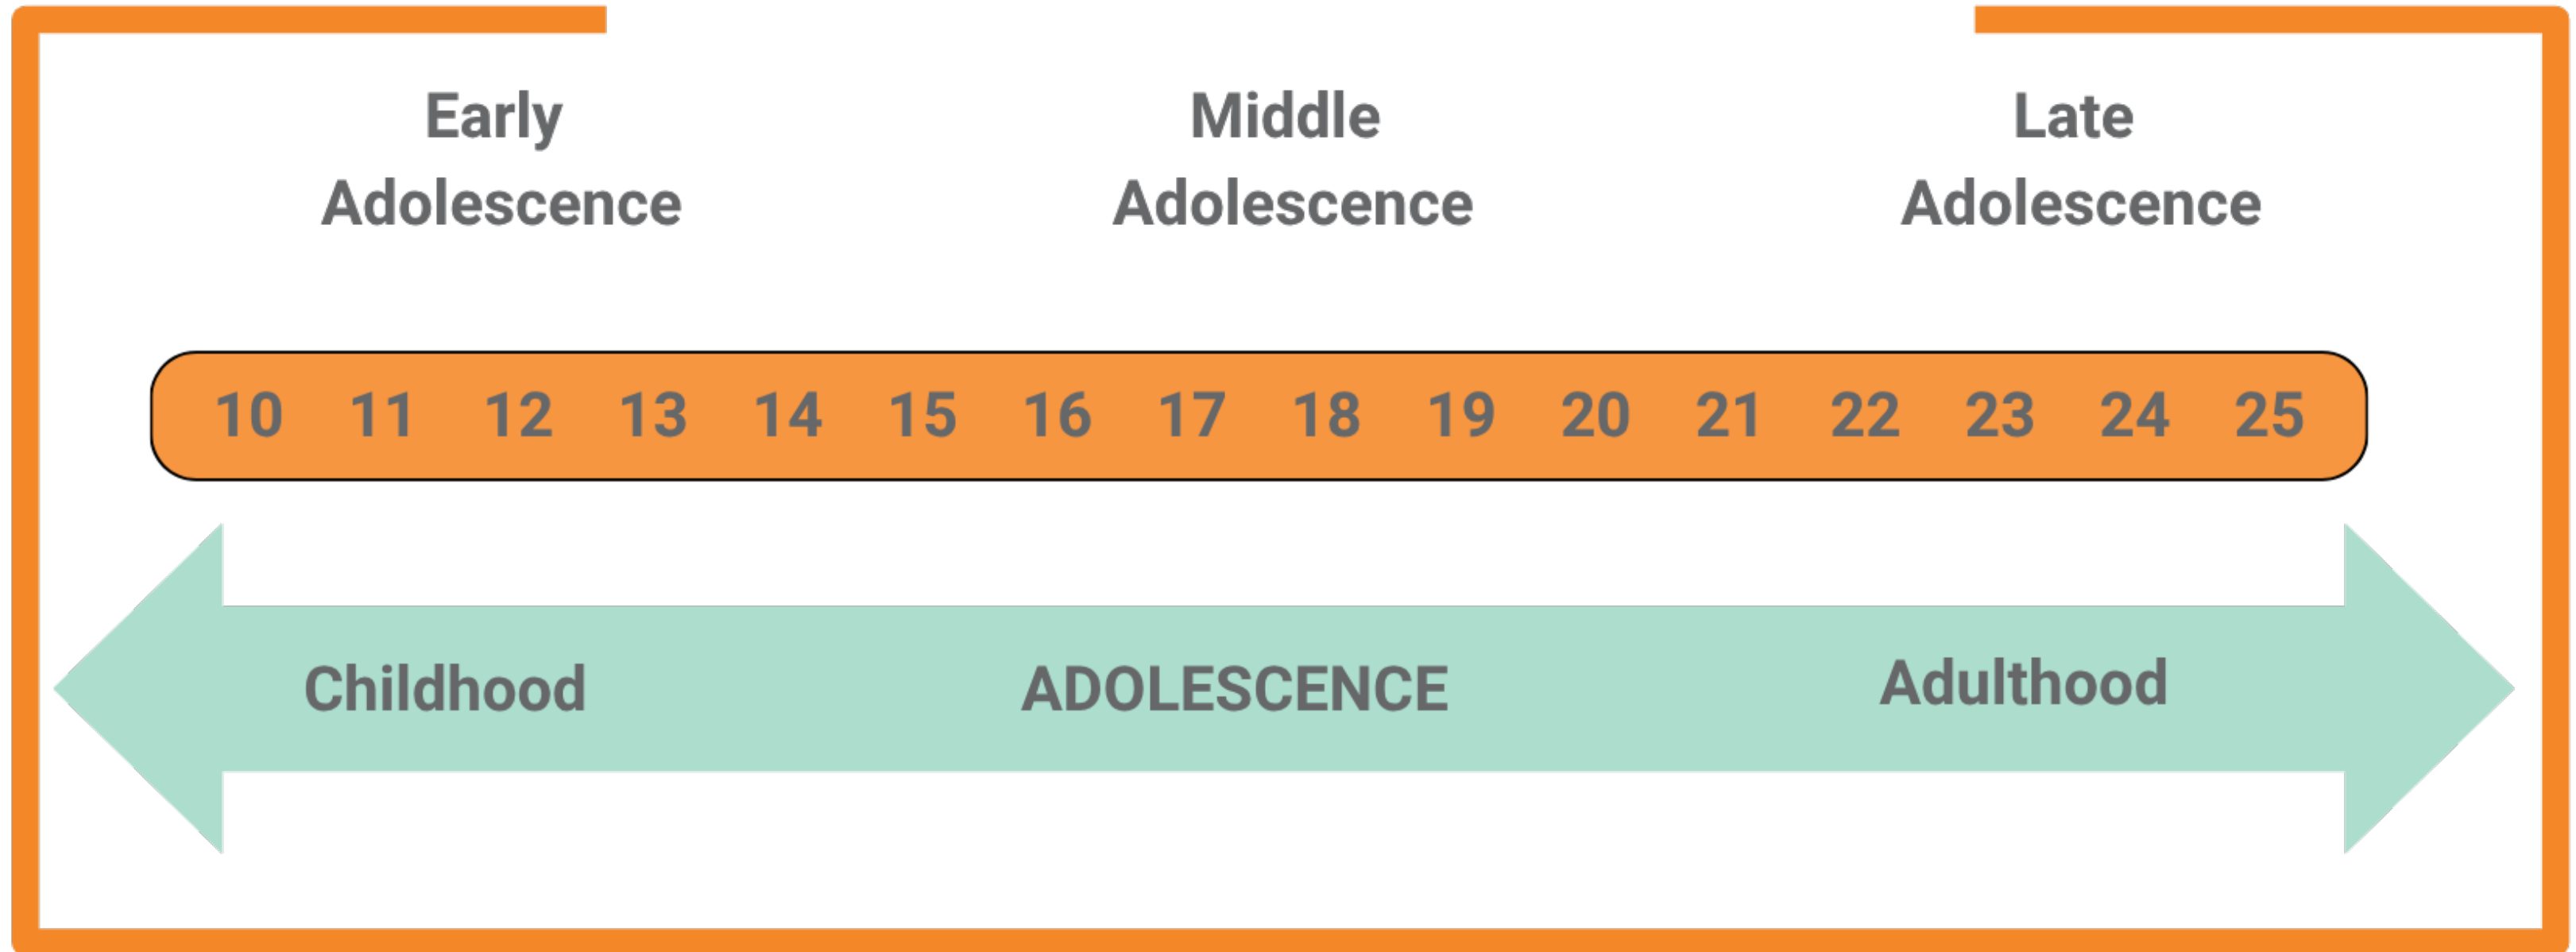 Early
Adolescence
Middle
Adolescence
Late
Adolescence
10 11 12 13 14 15 16 17 18 19 20 21 22 23 24 25
Childhood ADOLESCENCE Adulthood